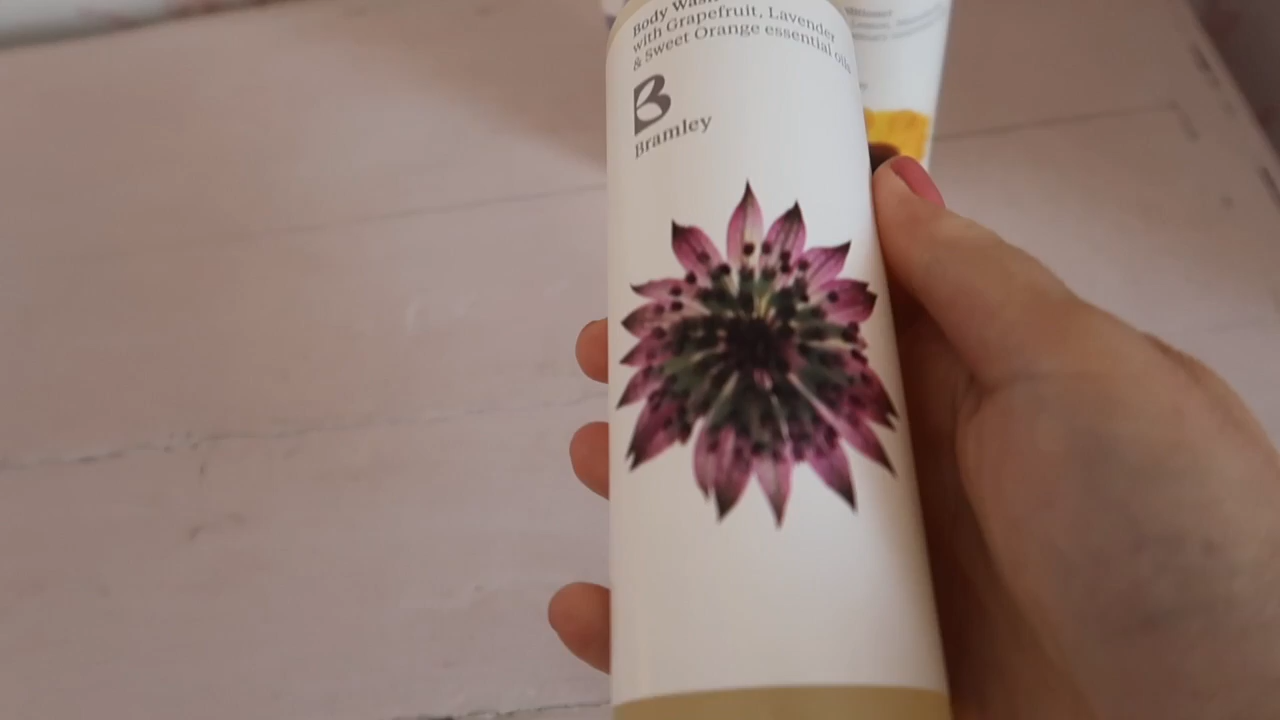 Body Wash
with Grapefruit, Lavender
& Sweet Orange essential oils
B
Bramley